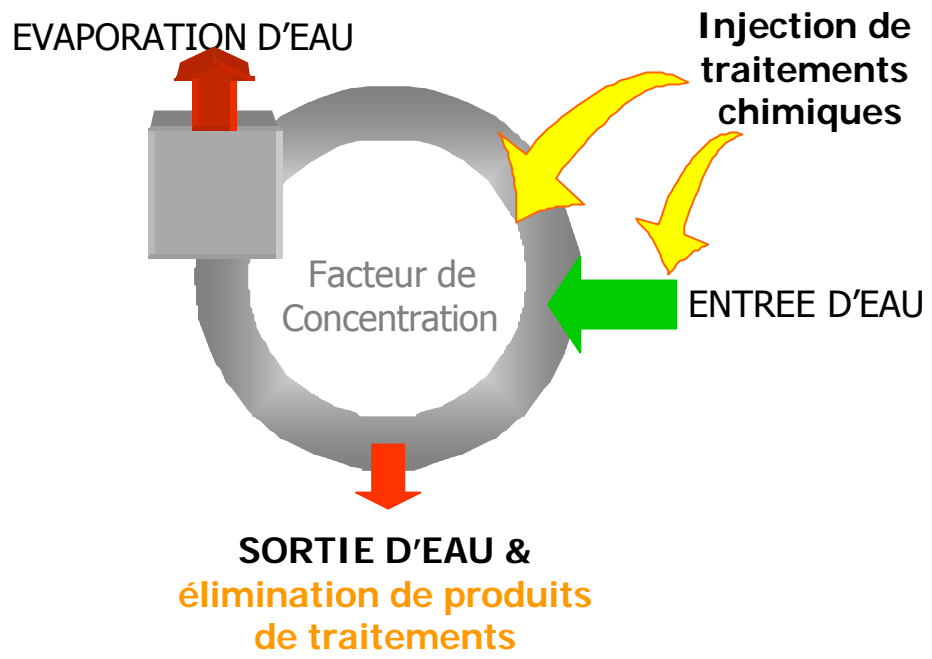 EVAPORATION D'EAU
Injection de
traitements
chimiques
Facteur de
Concentration
ENTREE D'EAU
SORTIE D'EAU &
élimination de produits
de traitements